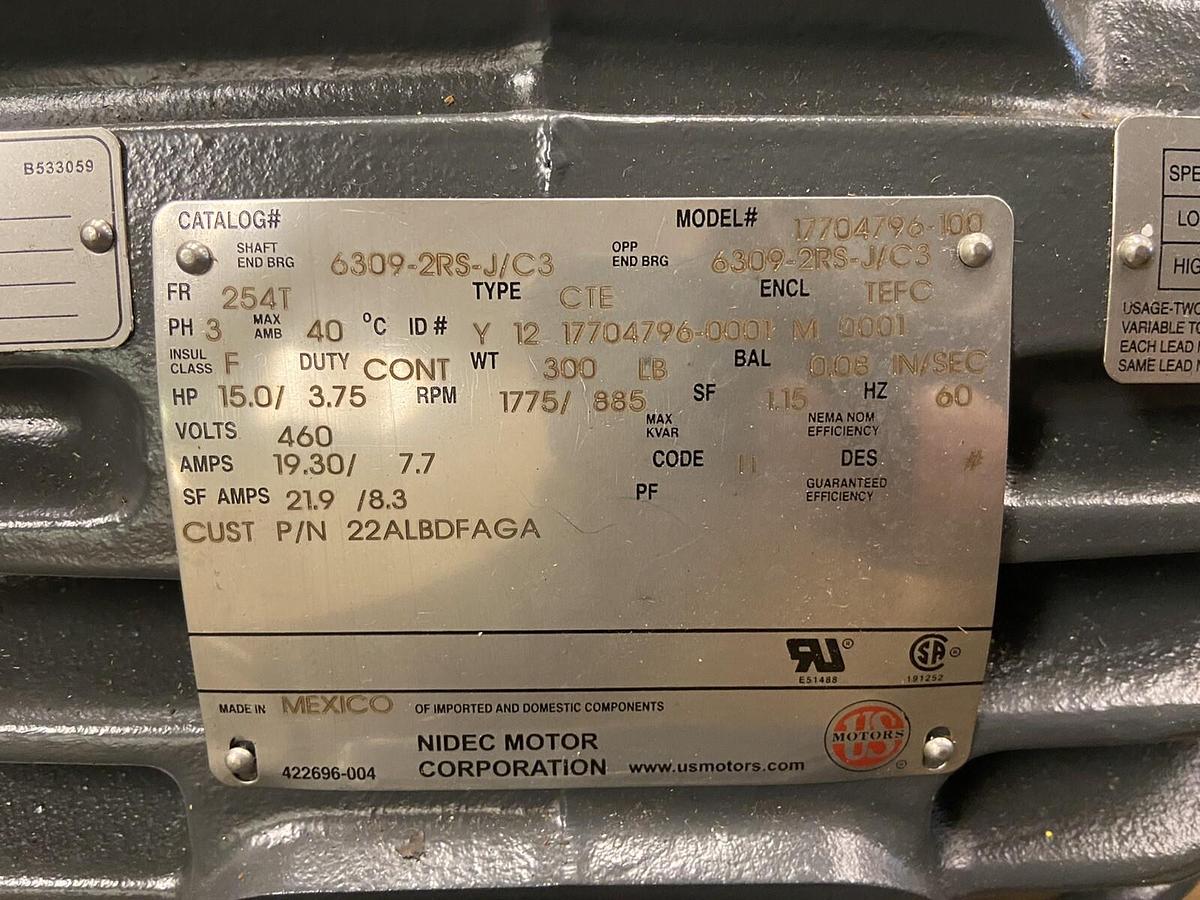 B533059
CATALOG# MODEL# 17704796-100
SHAFT END BRG 6309-2RS-J/C3 OPP END BRG 6309-2RS-J/C3
FR 254T TYPE CTE ENCL TEFC
PH 3 MAX AMB 40 °C ID# Y 12 17704796-0001 M 0001
INSUL CLASS F DUTY CONT WT 300 LB BAL 0.08 IN/SEC
HP 15.0/ 3.75 RPM 1775/ 885 SF 1.15 HZ 60
VOLTS 460 MAX KVAR NEMA NOM EFFICIENCY
AMPS 19.30/ 7.7 CODE H DES #
SF AMPS 21.9 /8.3 PF GUARANTEED EFFICIENCY
CUST P/N 22ALBDFAGA
RU ®
E51488
SA ®
191252
MADE IN MEXICO OF IMPORTED AND DOMESTIC COMPONENTS
NIDEC MOTOR
422696-004 CORPORATION www.usmotors.com
US MOTORS ®
SPE
LO
HIG
USAGE-TWO
VARIABLE TO
EACH LEAD
SAME LEAD